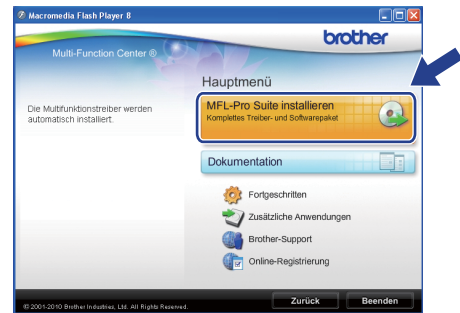 Macromedia Flash Player 8
brother
Multi-Function Center ®
Hauptmenü
Die Multifunktionstreiber werden
automatisch installiert.
MFL-Pro Suite installieren
Komplettes Treiber- und Softwarepaket
Dokumentation
Fortgeschritten
Zusätzliche Anwendungen
Brother-Support
Online-Registrierung
© 2001-2010 Brother Industries, Ltd. All Rights Reserved.
Zurück
Beenden